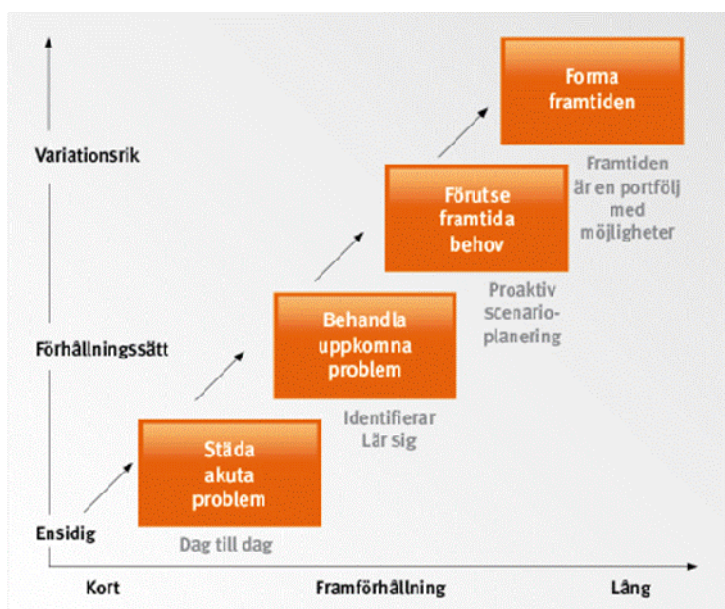 Forma
framtiden
Variationsrik
Framtiden
är en portfölj
med
möjligheter
Förutse
framtida
behov
Proaktiv
scenario-
planering
Behandla
uppkomna
problem
Förhållningssätt
Identifierar
Lär sig
Städa
akuta
problem
Ensidig
Dag till dag
Kort
Framförhållning
Lång